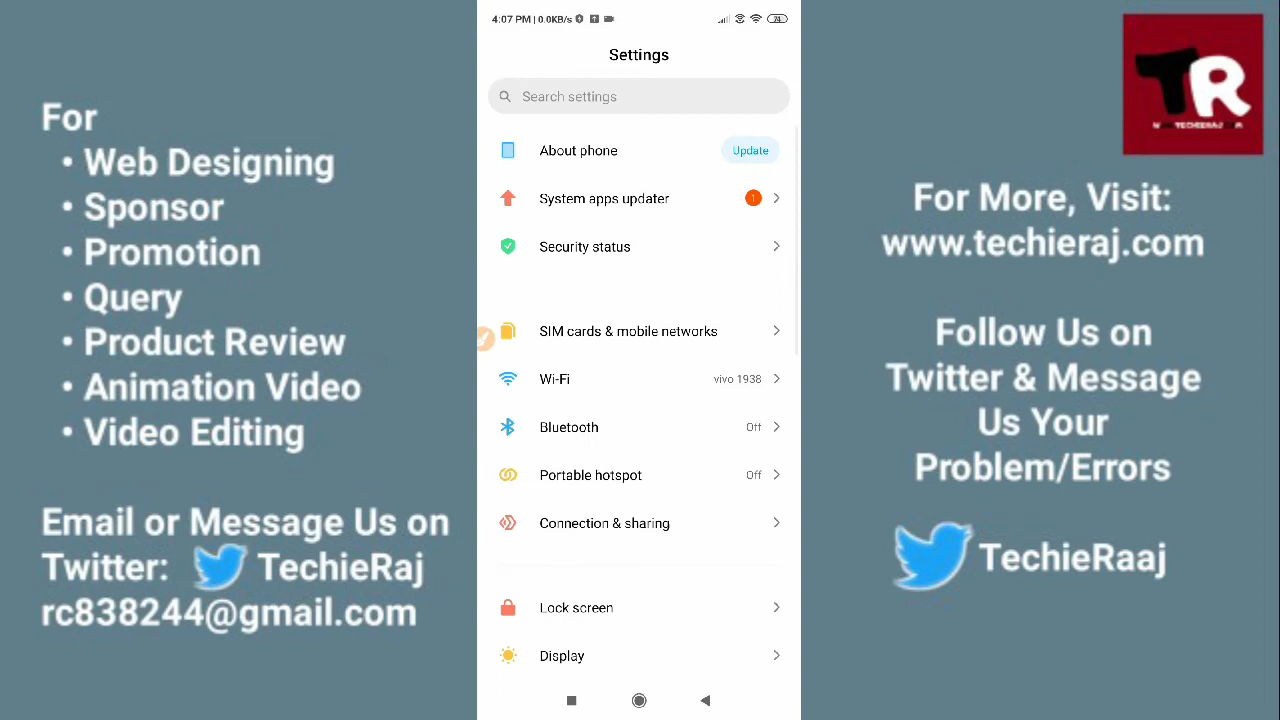 For
• Web Designing
• Sponsor
• Promotion
• Query
• Product Review
• Animation Video
• Video Editing
Email or Message Us on
Twitter: TechieRaj
rc838244@gmail.com
4:07 PM | 0.0KB/s
74
Settings
Search settings
About phone
Update
System apps updater
1
Security status
SIM cards & mobile networks
Wi-Fi
vivo 1938
Bluetooth
Off
Portable hotspot
Off
Connection & sharing
Lock screen
Display
TR
For More, Visit:
www.techieraj.com
Follow Us on
Twitter & Message
Us Your
Problem/Errors
TechieRaaj